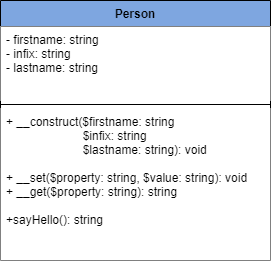 Person
- firstname: string
- infix: string
- lastname: string
+ __construct($firstname: string
$infix: string
$lastname: string): void
+ __set($property: string, $value: string): void
+ __get($property: string): string
+sayHello(): string